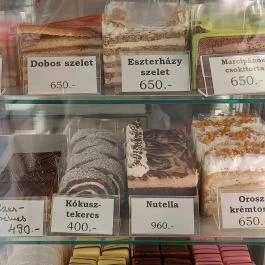 Dobos szelet
650.-
Eszterházy
szelet
650.-
Marcipános
csokitorta
650.-
490.-
Kókusz-
tekercs
400.-
Nutella
960.-
Orosz
krémtorta
650.-